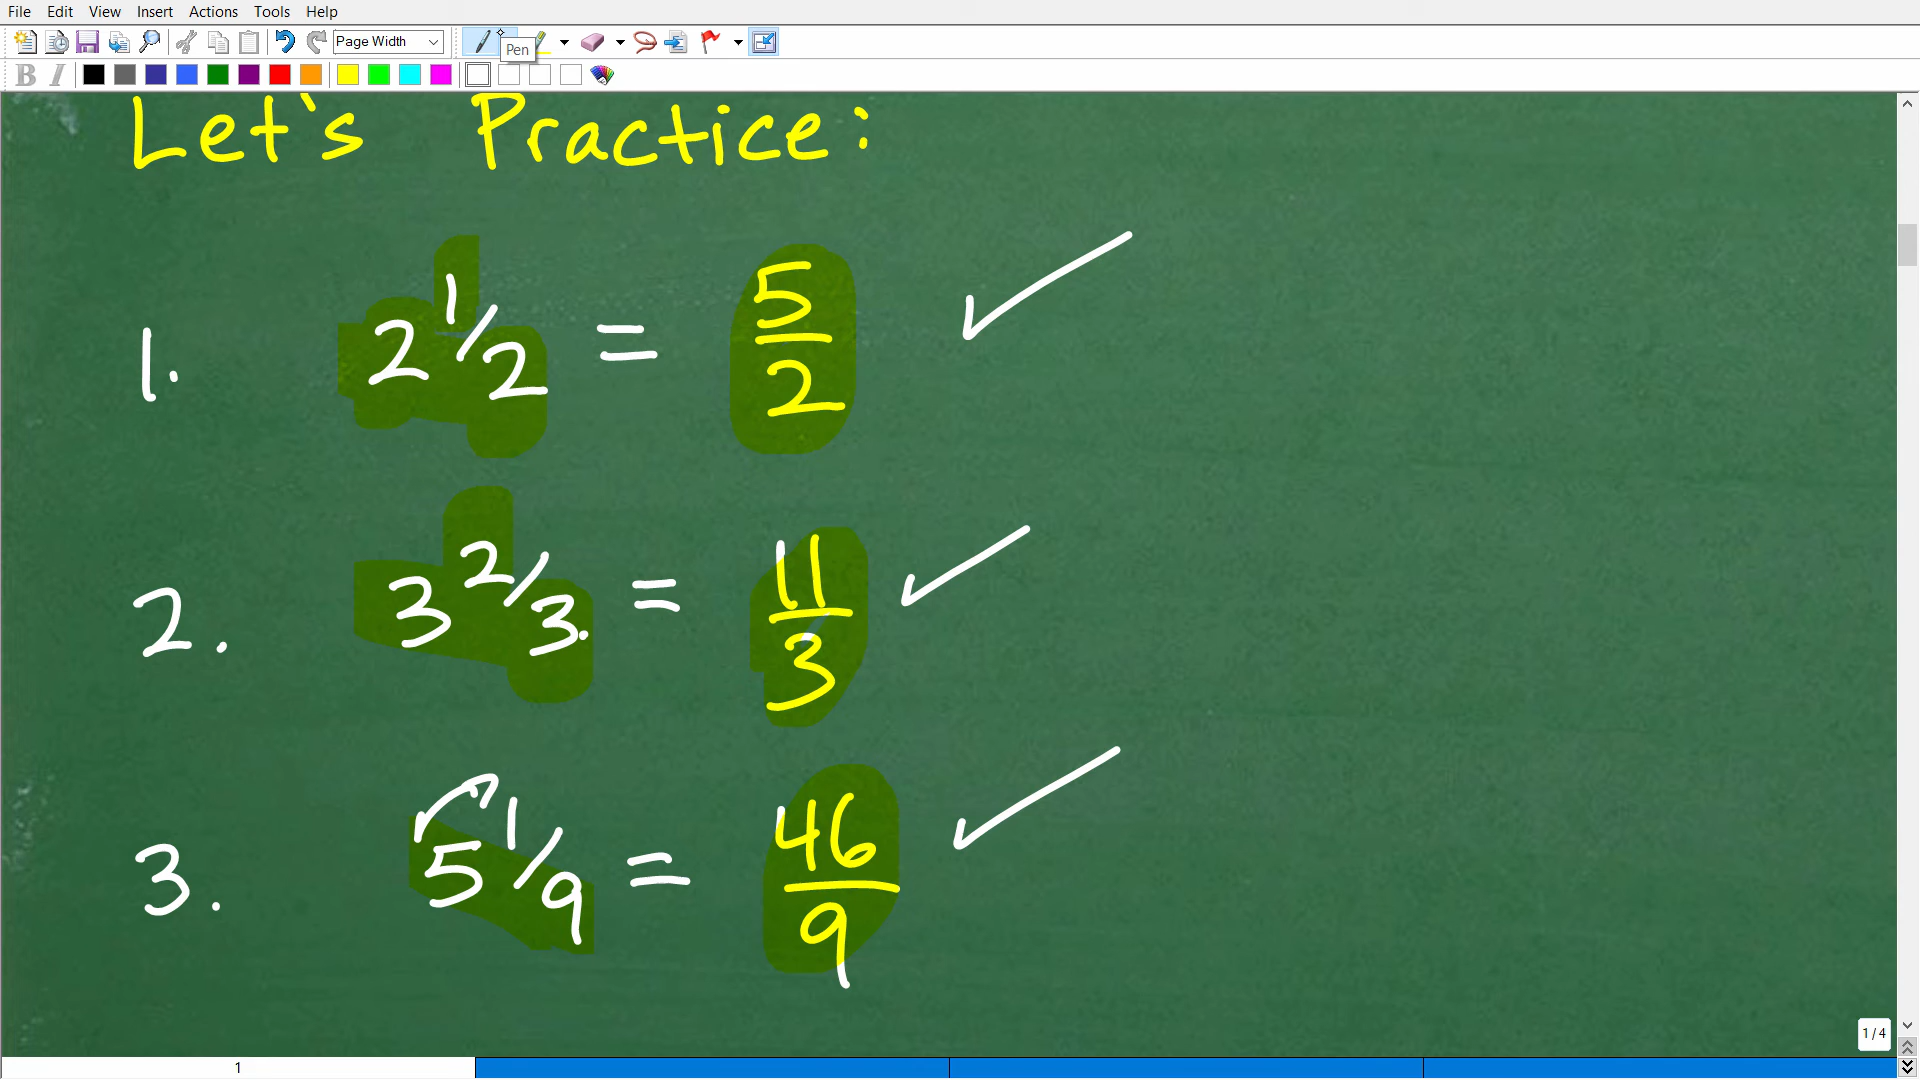 File Edit View Insert Actions Tools Help
Page Width
Pen
B I
Let's Practice:
1. 2 1/2 = 5/2
2. 3 2/3. = 11/3
3. 5 1/9 = 46/9
1 / 4
1